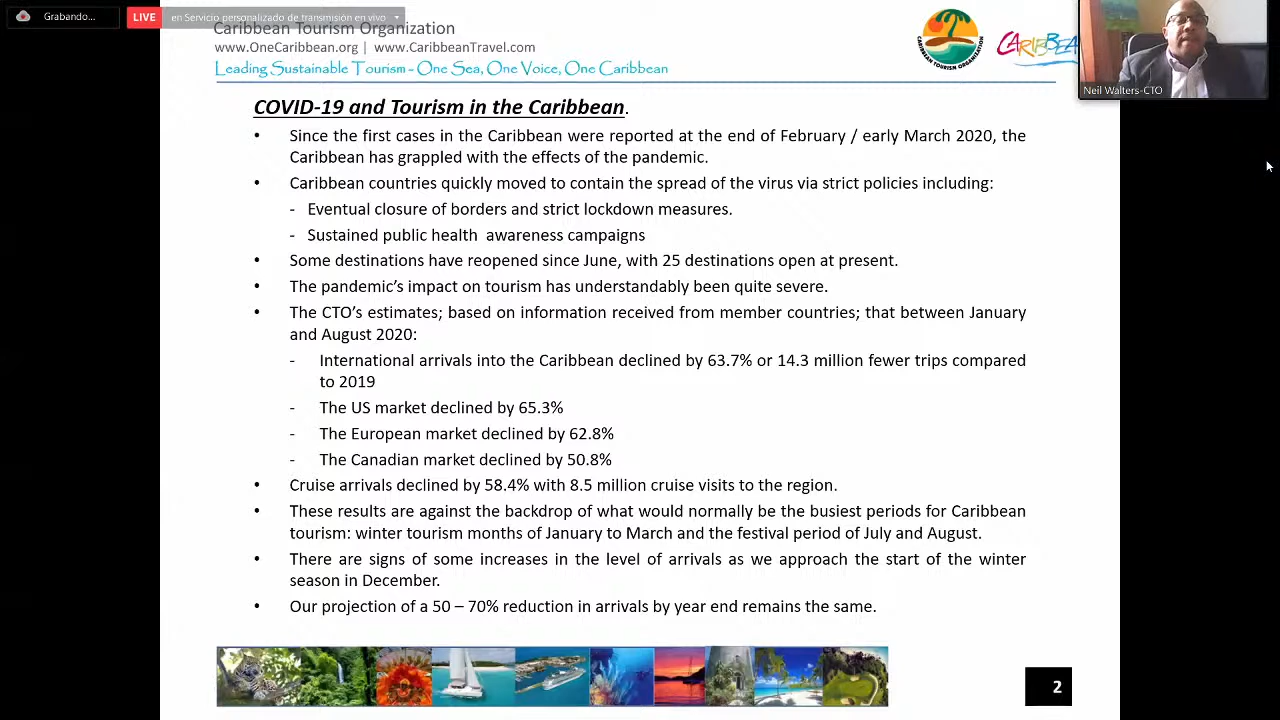 Grabando...
LIVE
en Servicio personalizado de transmisión en vivo
Caribbean Tourism Organization
www.OneCaribbean.org | www.CaribbeanTravel.com
Leading Sustainable Tourism - One Sea, One Voice, One Caribbean
CARIBBEAN TOURISM ORGANIZATION
Neil Walters-CTO
COVID-19 and Tourism in the Caribbean.
• Since the first cases in the Caribbean were reported at the end of February / early March 2020, the
Caribbean has grappled with the effects of the pandemic.
• Caribbean countries quickly moved to contain the spread of the virus via strict policies including:
- Eventual closure of borders and strict lockdown measures.
- Sustained public health awareness campaigns
• Some destinations have reopened since June, with 25 destinations open at present.
• The pandemic's impact on tourism has understandably been quite severe.
• The CTO's estimates; based on information received from member countries; that between January
and August 2020:
- International arrivals into the Caribbean declined by 63.7% or 14.3 million fewer trips compared
to 2019
- The US market declined by 65.3%
- The European market declined by 62.8%
- The Canadian market declined by 50.8%
• Cruise arrivals declined by 58.4% with 8.5 million cruise visits to the region.
• These results are against the backdrop of what would normally be the busiest periods for Caribbean
tourism: winter tourism months of January to March and the festival period of July and August.
• There are signs of some increases in the level of arrivals as we approach the start of the winter
season in December.
• Our projection of a 50 – 70% reduction in arrivals by year end remains the same.
2